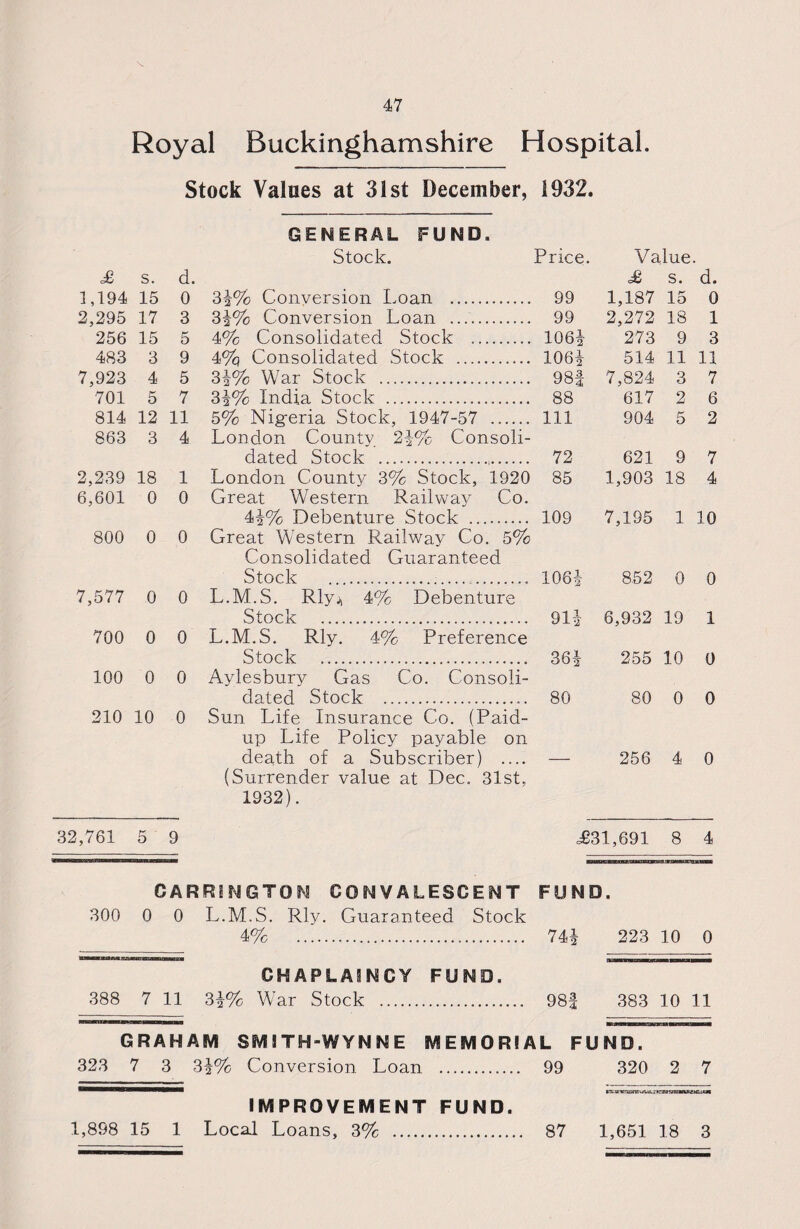 47
Royal Buckinghamshire Hospital.
Stock Values at 31st December, 1932.
GENERAL FUND.
Stock. Price. Value.
£ s. d. £ s. d.
1,194 15 0 3½% Conversion Loan ............ 99 1,187 15 0
2,295 17 3 3½% Conversion Loan ............ 99 2,272 18 1
256 15 5 4% Consolidated Stock ......... 106½ 273 9 3
483 3 9 4% Consolidated Stock ......... 106½ 514 11 11
7,923 4 5 3½% War Stock .................. 98¾ 7,824 3 7
701 5 7 3½% India Stock .................. 88 617 2 6
814 12 11 5% Nigeria Stock, 1947-57 ...... 111 904 5 2
863 3 4 London County 2½% Consoli-
dated Stock ..................... 72 621 9 7
2,239 18 1 London County 3% Stock, 1920 85 1,903 18 4
6,601 0 0 Great Western Railway Co.
4½% Debenture Stock ......... 109 7,195 1 10
800 0 0 Great Western Railway Co. 5%
Consolidated Guaranteed
Stock ........................... 106½ 852 0 0
7,577 0 0 L.M.S. Rly. 4% Debenture
Stock ........................... 91½ 6,932 19 1
700 0 0 L.M.S. Rly. 4% Preference
Stock ........................... 36½ 255 10 0
100 0 0 Aylesbury Gas Co. Consoli-
dated Stock ..................... 80 80 0 0
210 10 0 Sun Life Insurance Co. (Paid-
up Life Policy payable on
death of a Subscriber) .... — 256 4 0
(Surrender value at Dec. 31st,
1932).
32,761 5 9 £31,691 8 4
CARRINGTON CONVALESCENT FUND.
300 0 0 L.M.S. Rly. Guaranteed Stock
4% .............................. 74½ 223 10 0
CHAPLAINCY FUND.
388 7 11 3½% War Stock .................. 98¾ 383 10 11
GRAHAM SMITH-WYNNE MEMORIAL FUND.
323 7 3 3½% Conversion Loan ............ 99 320 2 7
IMPROVEMENT FUND.
1,898 15 1 Local Loans, 3% .................. 87 1,651 18 3